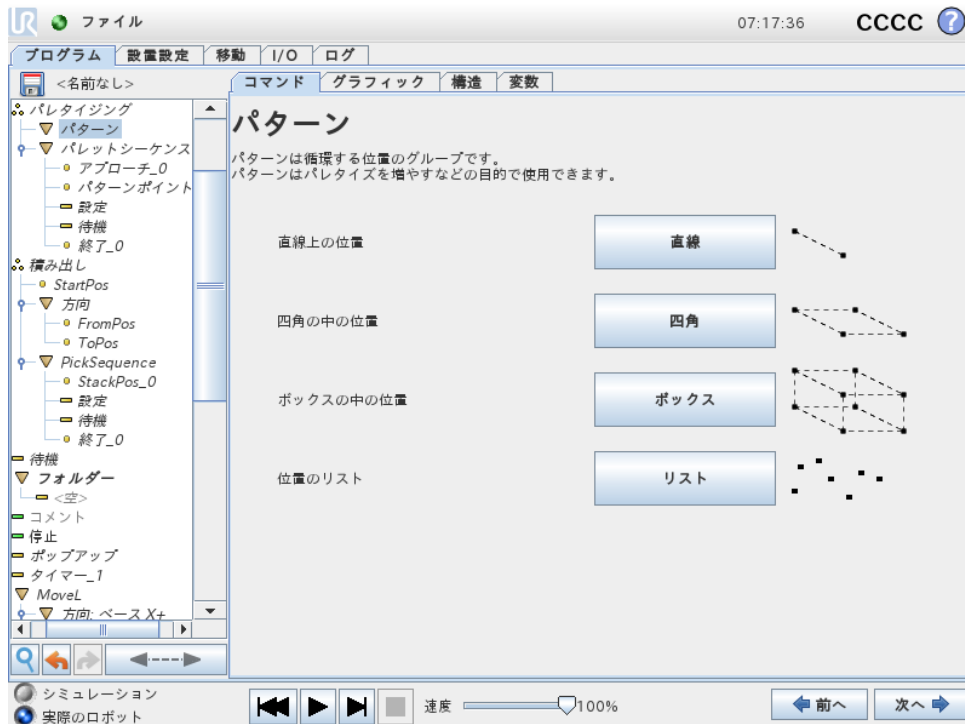 UR ファイル 07:17:36 CCCC ?
プログラム 設置設定 移動 I/O ログ
<名前なし>
コマンド グラフィック 構造 変数
パレタイジング
パターン
パレットシーケンス
アプローチ_0
パターンポイント
設定
待機
終了_0
積み出し
StartPos
方向
FromPos
ToPos
PickSequence
StackPos_0
設定
待機
終了_0
待機
フォルダー
<空>
コメント
停止
ポップアップ
タイマー_1
MoveL
方向: ベース X+
パターン
パターンは循環する位置のグループです。
パターンはパレタイズを増やすなどの目的で使用できます。
直線上の位置 直線
四角の中の位置 四角
ボックスの中の位置 ボックス
位置のリスト リスト
シミュレーション
実際のロボット
速度 100%
前へ 次へ